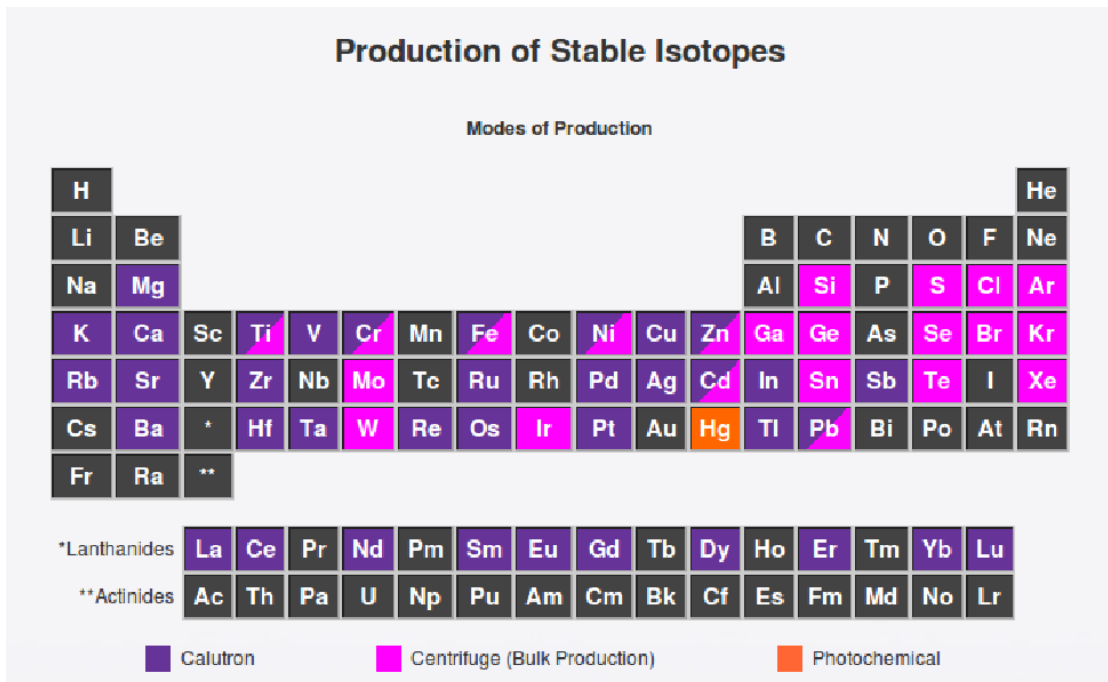 Production of Stable Isotopes
Modes of Production
H He
Li Be B C N O F Ne
Na Mg Al Si P S Cl Ar
K Ca Sc Ti V Cr Mn Fe Co Ni Cu Zn Ga Ge As Se Br Kr
Rb Sr Y Zr Nb Mo Tc Ru Rh Pd Ag Cd In Sn Sb Te I Xe
Cs Ba * Hf Ta W Re Os Ir Pt Au Hg Tl Pb Bi Po At Rn
Fr Ra **
*Lanthanides La Ce Pr Nd Pm Sm Eu Gd Tb Dy Ho Er Tm Yb Lu
**Actinides Ac Th Pa U Np Pu Am Cm Bk Cf Es Fm Md No Lr
Calutron Centrifuge (Bulk Production) Photochemical